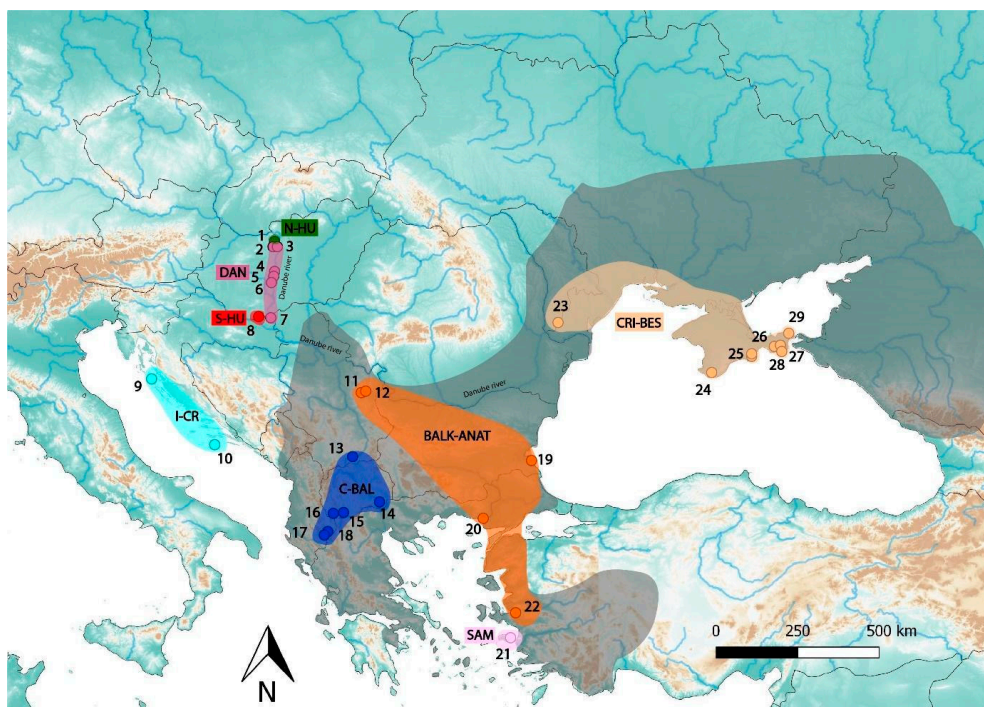 1
N-HU
2
3
DAN
4
5
6
Danube river
S-HU
7
8
23
CRI-BES
29
26
25
27
28
24
Danube river
9
I-CR
10
11
12
Danube river
BALK-ANAT
13
19
C-BAL
16
15
14
17
18
20
22
SAM
21
0
250
500 km
N